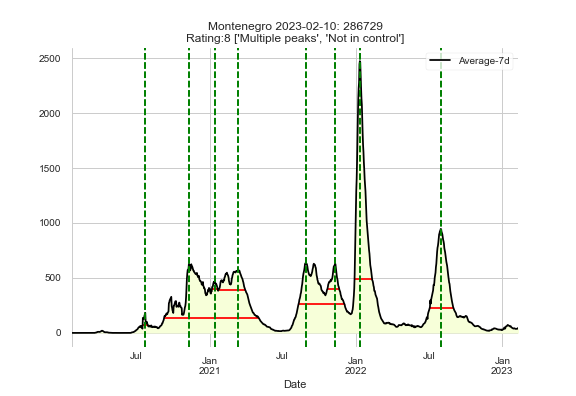 Montenegro 2023-02-10: 286729
Rating:8 ['Multiple peaks', 'Not in control']
Average-7d
2500
2000
1500
1000
500
0
Jul
Jan
2021
Jul
Jan
2022
Jul
Jan
2023
Date